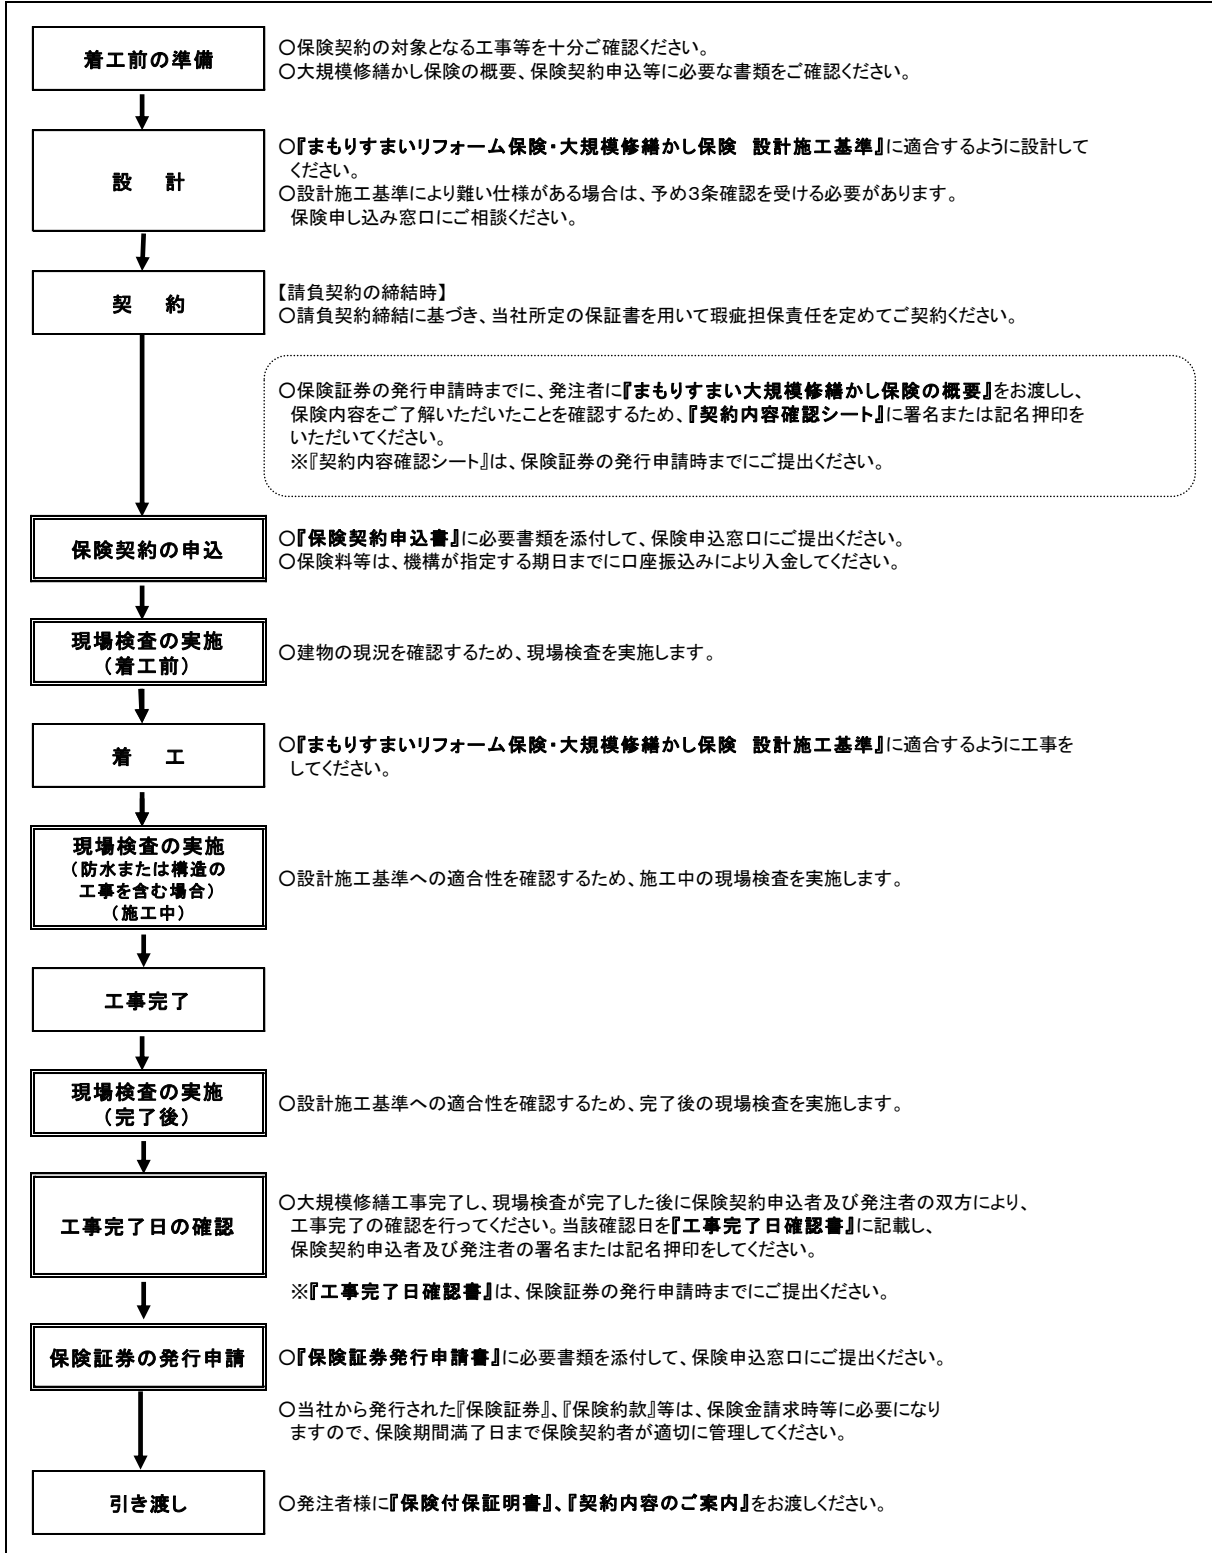 着工前の準備
○保険契約の対象となる工事等を十分ご確認ください。
○大規模修繕かし保険の概要、保険契約申込等に必要な書類をご確認ください。
設　計
○『まもりすまいリフォーム保険・大規模修繕かし保険　設計施工基準』に適合するように設計して
ください。
○設計施工基準により難い仕様がある場合は、予め３条確認を受ける必要があります。
保険申し込み窓口にご相談ください。
契　約
【請負契約の締結時】
○請負契約締結に基づき、当社所定の保証書を用いて瑕疵担保責任を定めてご契約ください。
○保険証券の発行申請時までに、発注者に『まもりすまい大規模修繕かし保険の概要』をお渡しし、
保険内容をご了解いただいたことを確認するため、『契約内容確認シート』に署名または記名押印を
いただいてください。
※『契約内容確認シート』は、保険証券の発行申請時までにご提出ください。
保険契約の申込
○『保険契約申込書』に必要書類を添付して、保険申込窓口にご提出ください。
○保険料等は、機構が指定する期日までに口座振込みにより入金してください。
現場検査の実施
（着工前）
○建物の現況を確認するため、現場検査を実施します。
着　工
○『まもりすまいリフォーム保険・大規模修繕かし保険　設計施工基準』に適合するように工事を
してください。
現場検査の実施
（防水または構造の
工事を含む場合）
（施工中）
○設計施工基準への適合性を確認するため、施工中の現場検査を実施します。
工事完了
現場検査の実施
（完了後）
○設計施工基準への適合性を確認するため、完了後の現場検査を実施します。
工事完了日の確認
○大規模修繕工事完了し、現場検査が完了した後に保険契約申込者及び発注者の双方により、
工事完了の確認を行ってください。当該確認日を『工事完了日確認書』に記載し、
保険契約申込者及び発注者の署名または記名押印をしてください。
※『工事完了日確認書』は、保険証券の発行申請時までにご提出ください。
保険証券の発行申請
○『保険証券発行申請書』に必要書類を添付して、保険申込窓口にご提出ください。
○当社から発行された『保険証券』、『保険約款』等は、保険金請求時等に必要になり
ますので、保険期間満了日まで保険契約者が適切に管理してください。
引き渡し
○発注者様に『保険付保証明書』、『契約内容のご案内』をお渡しください。